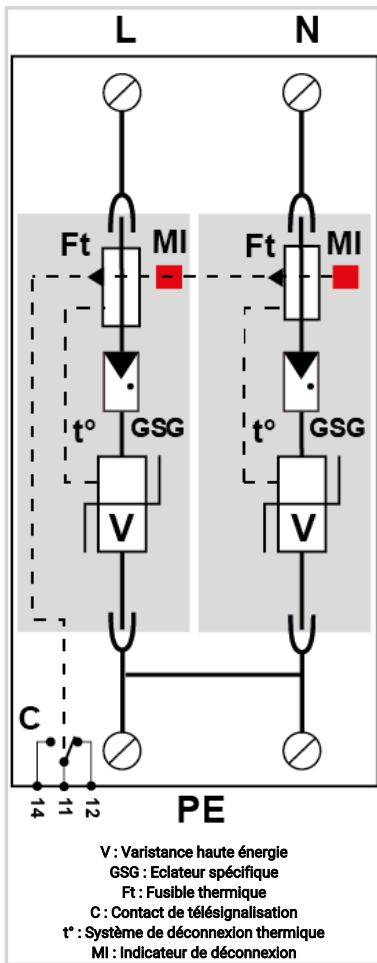 L N
Ft MI Ft MI
GSG GSG
t° t°
V V
C
14 11 12
PE
V : Varistance haute énergie
GSG : Eclateur spécifique
Ft : Fusible thermique
C : Contact de télésignalisation
t° : Système de déconnexion thermique
MI : Indicateur de déconnexion